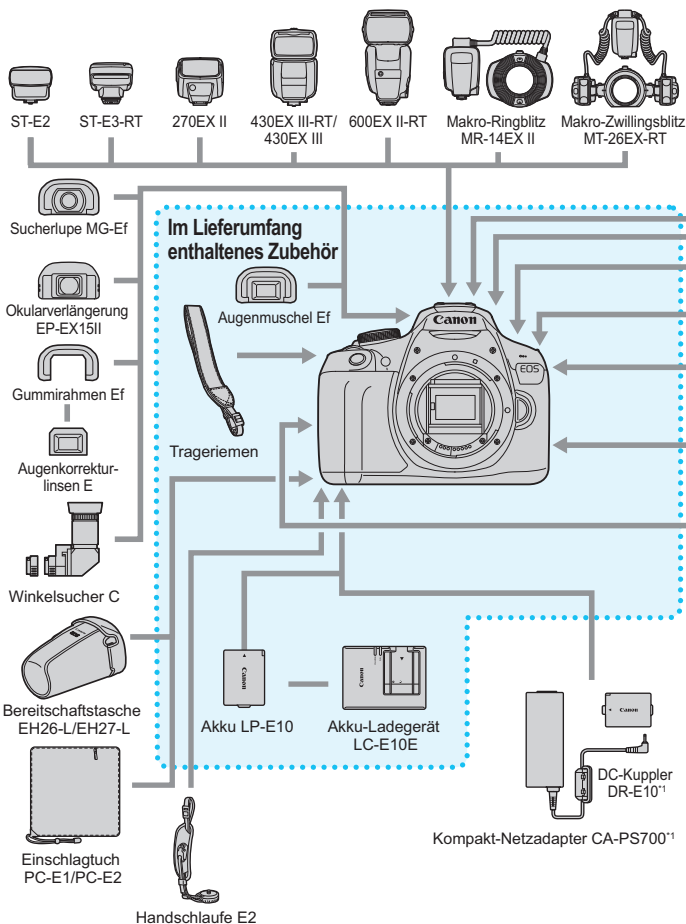 ST-E2
ST-E3-RT
270EX II
430EX III-RT/
430EX III
600EX II-RT
Makro-Ringblitz
MR-14EX II
Makro-Zwillingsblitz
MT-26EX-RT
Sucherlupe MG-Ef
Okularverlängerung
EP-EX15II
Gummirahmen Ef
Augenkorrektur-
linsen E
Winkelsucher C
Bereitschaftstasche
EH26-L/EH27-L
Einschlagtuch
PC-E1/PC-E2
Im Lieferumfang
enthaltenes Zubehör
Augenmuschel Ef
Trageriemen
Canon
EOS
Canon
Akku LP-E10
Canon
Akku-Ladegerät
LC-E10E
Canon
DC-Kuppler
DR-E10*1
Kompakt-Netzadapter CA-PS700*1
Handschlaufe E2